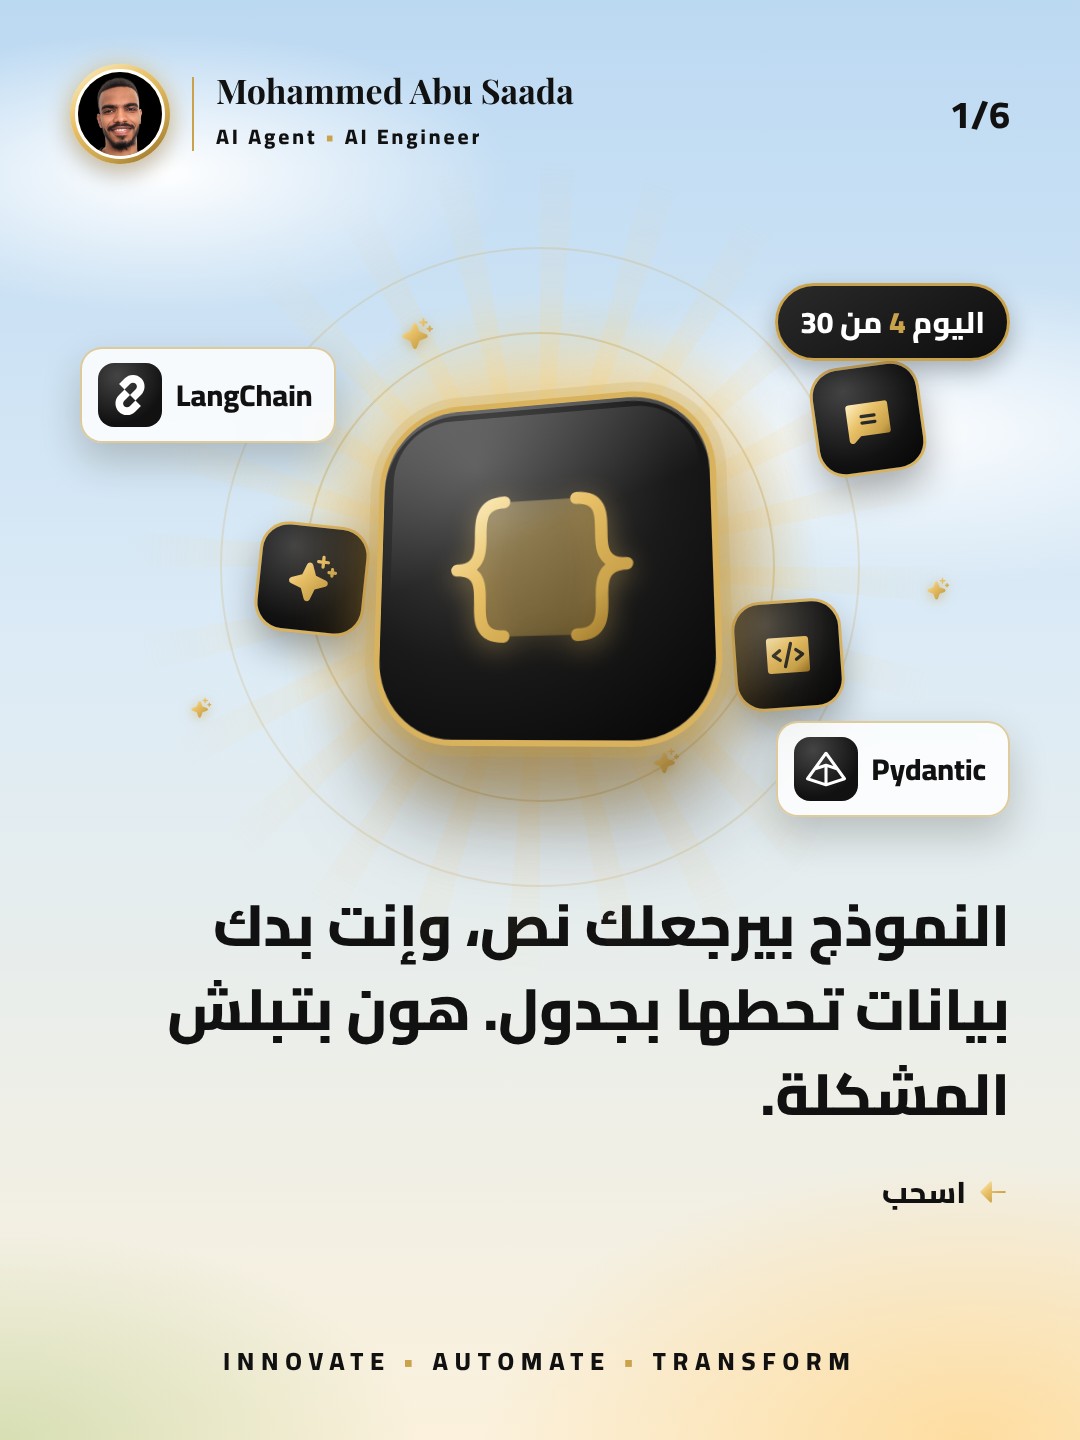 Mohammed Abu Saada
AI Agent ▪ AI Engineer
1/6
اليوم 4 من 30
LangChain
</>
Pydantic
النموذج بيرجعلك نص، وإنت بدك
بيانات تحطها بجدول. هون بتبلش
المشكلة.
اسحب
INNOVATE ▪ AUTOMATE ▪ TRANSFORM